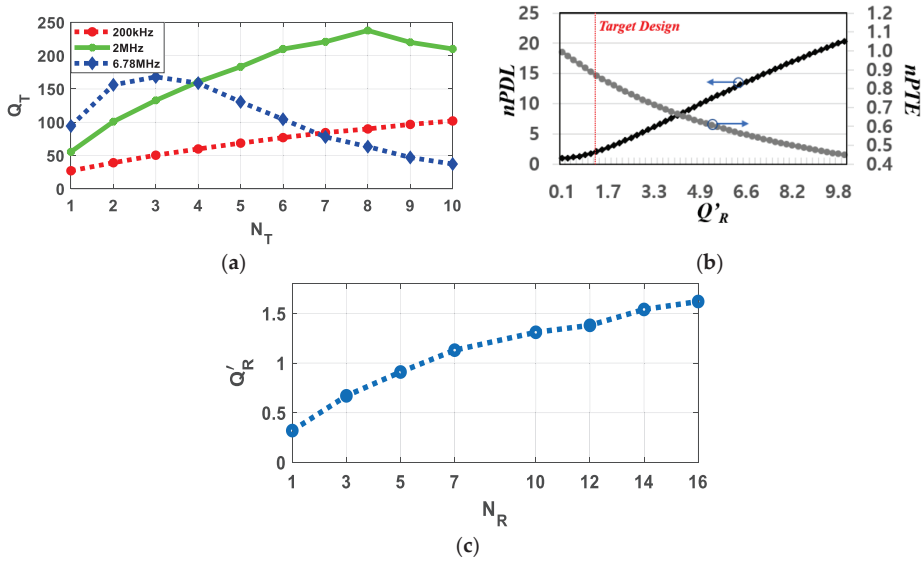 250
200
150
100
50
0
Q_T
200kHz
2MHz
6.78MHz
1 2 3 4 5 6 7 8 9 10
N_T
(a)
25
20
15
10
5
0
nPDL
Target Design
1.2
1.1
1.0
0.9
0.8
0.7
0.6
0.5
0.4
nPTE
0.1 1.7 3.3 4.9 6.6 8.2 9.8
Q'_R
(b)
1.5
1
0.5
0
Q'_R
1 3 5 7 10 12 14 16
N_R
(c)